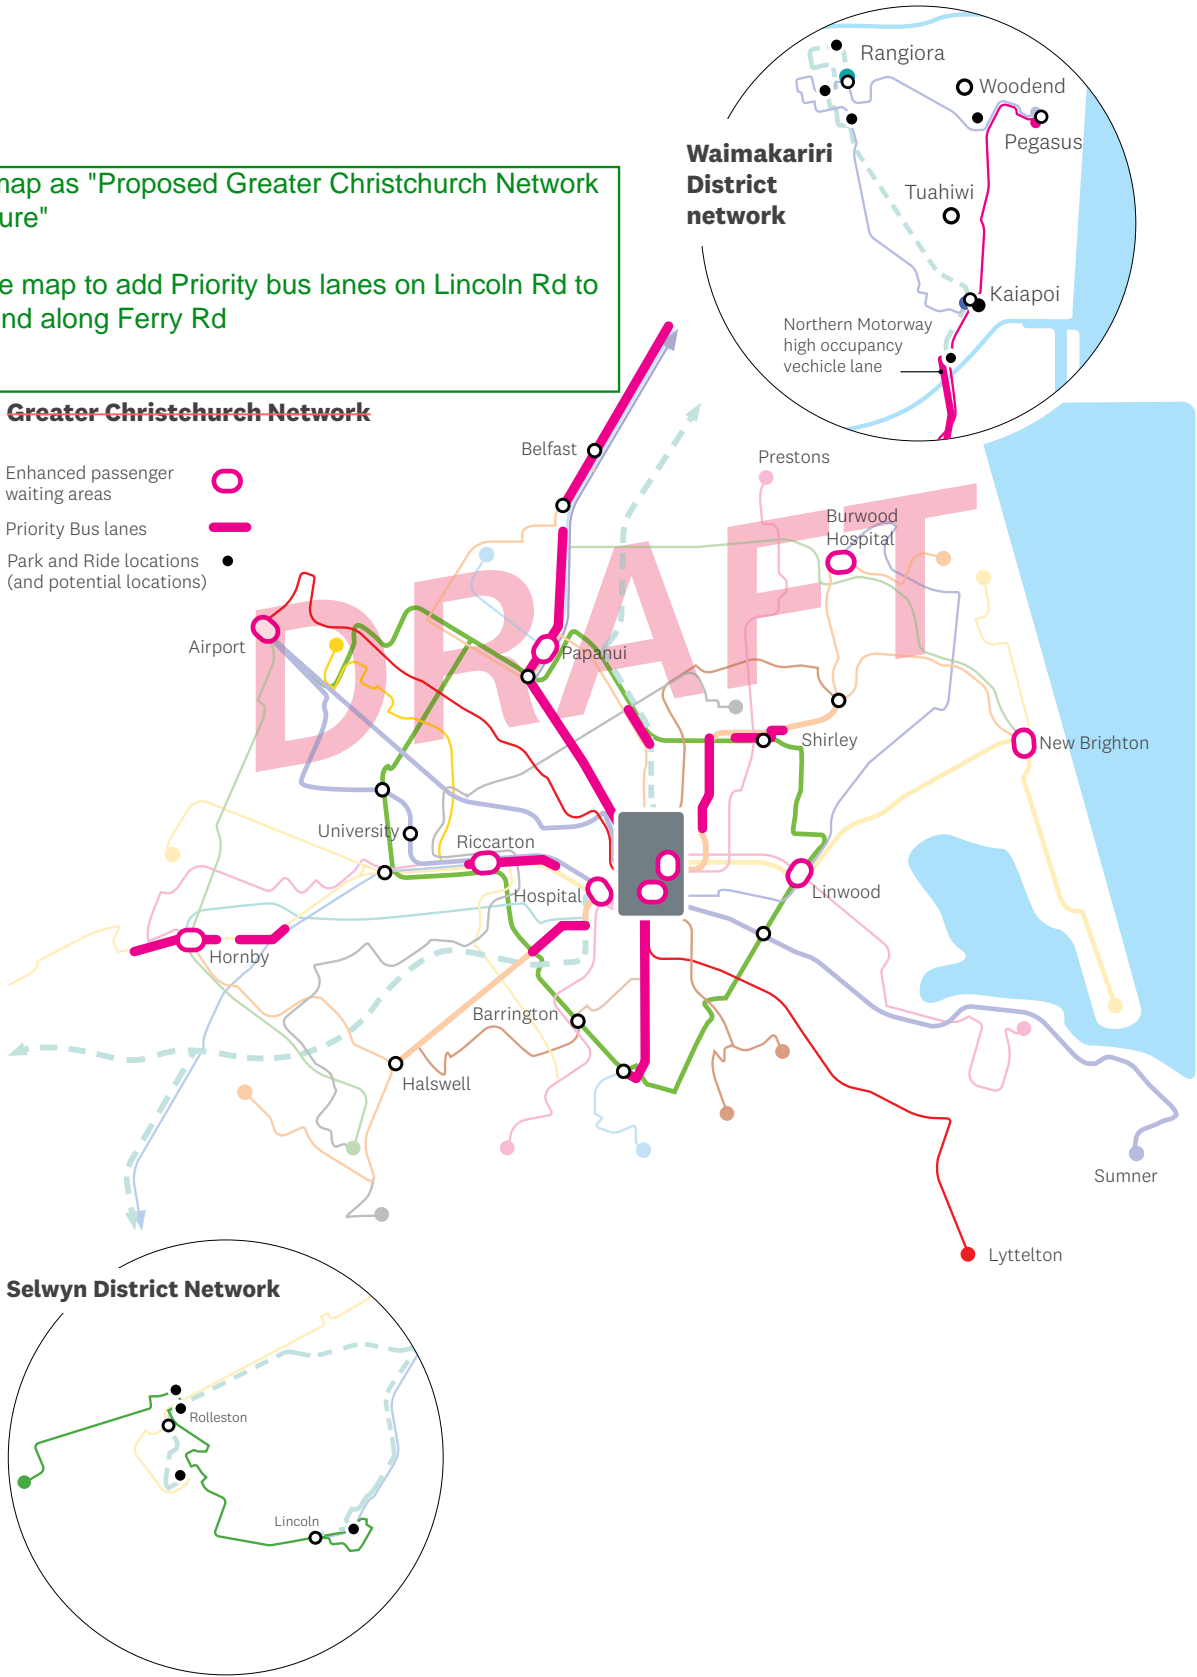 Rangiora
Woodend
Pegasus
Waimakariri
District
network
Tuahiwi
Kaiapoi
Northern Motorway
high occupancy
vechicle lane
map as "Proposed Greater Christchurch Network
ure"
e map to add Priority bus lanes on Lincoln Rd to
nd along Ferry Rd
Greater Christchurch Network
Enhanced passenger
waiting areas
Priority Bus lanes
Park and Ride locations
(and potential locations)
DRAFT
Belfast
Prestons
Burwood
Hospital
Airport
Papanui
Shirley
New Brighton
University
Riccarton
Hospital
Linwood
Hornby
Barrington
Halswell
Sumner
Lyttelton
Selwyn District Network
Rolleston
Lincoln